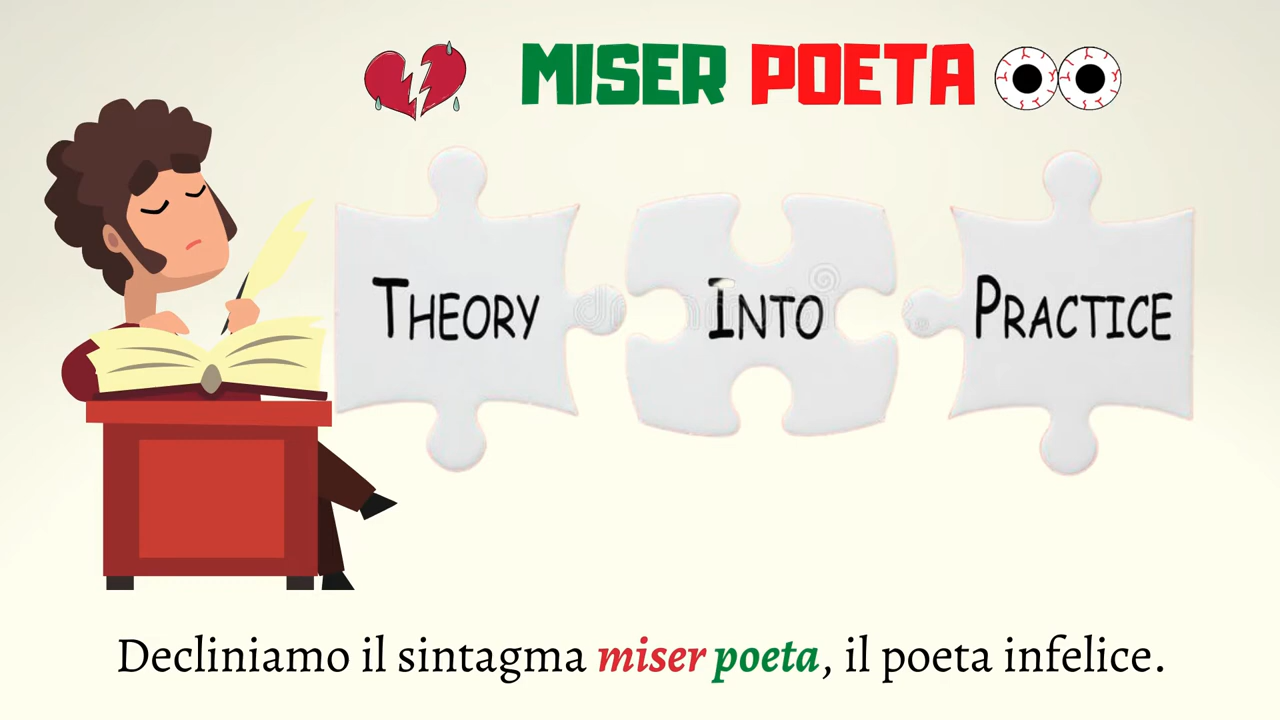 MISER POETA
THEORY INTO PRACTICE
Decliniamo il sintagma miser poeta, il poeta infelice.